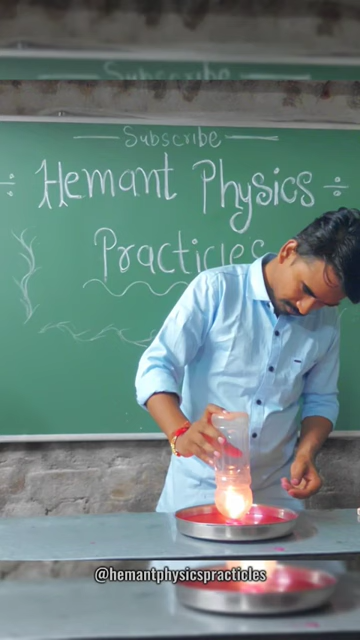 Subscribe
Subscribe
÷ Hemant Physics ÷
Practicles
@hemantphysicspracticles